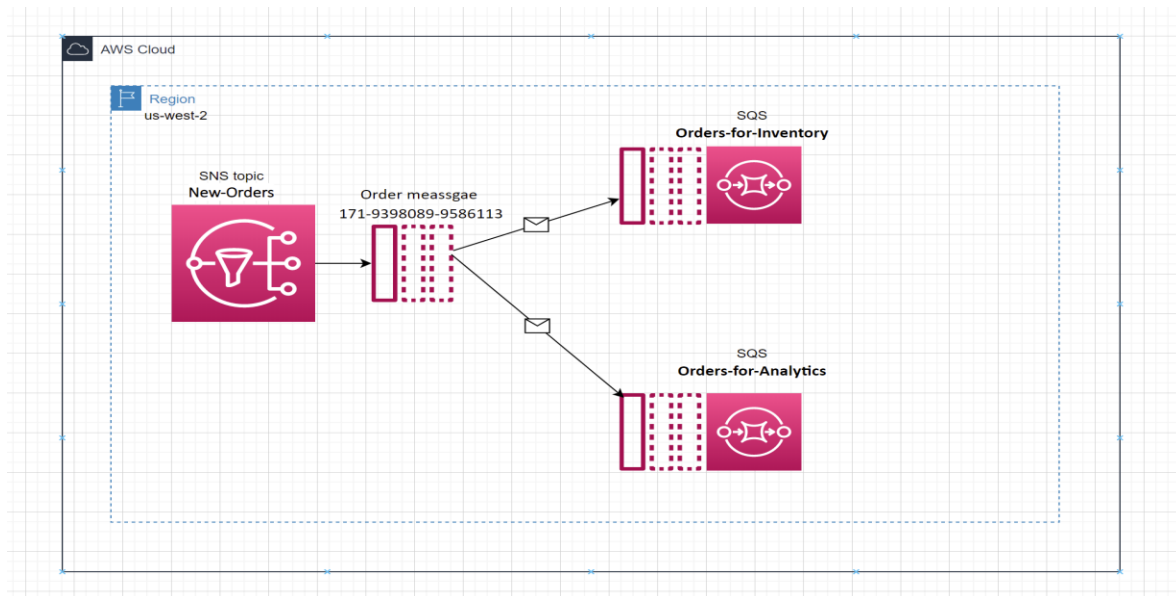 AWS Cloud
Region
us-west-2
SNS topic
New-Orders
Order meassgae
171-9398089-9586113
SQS
Orders-for-Inventory
SQS
Orders-for-Analytics